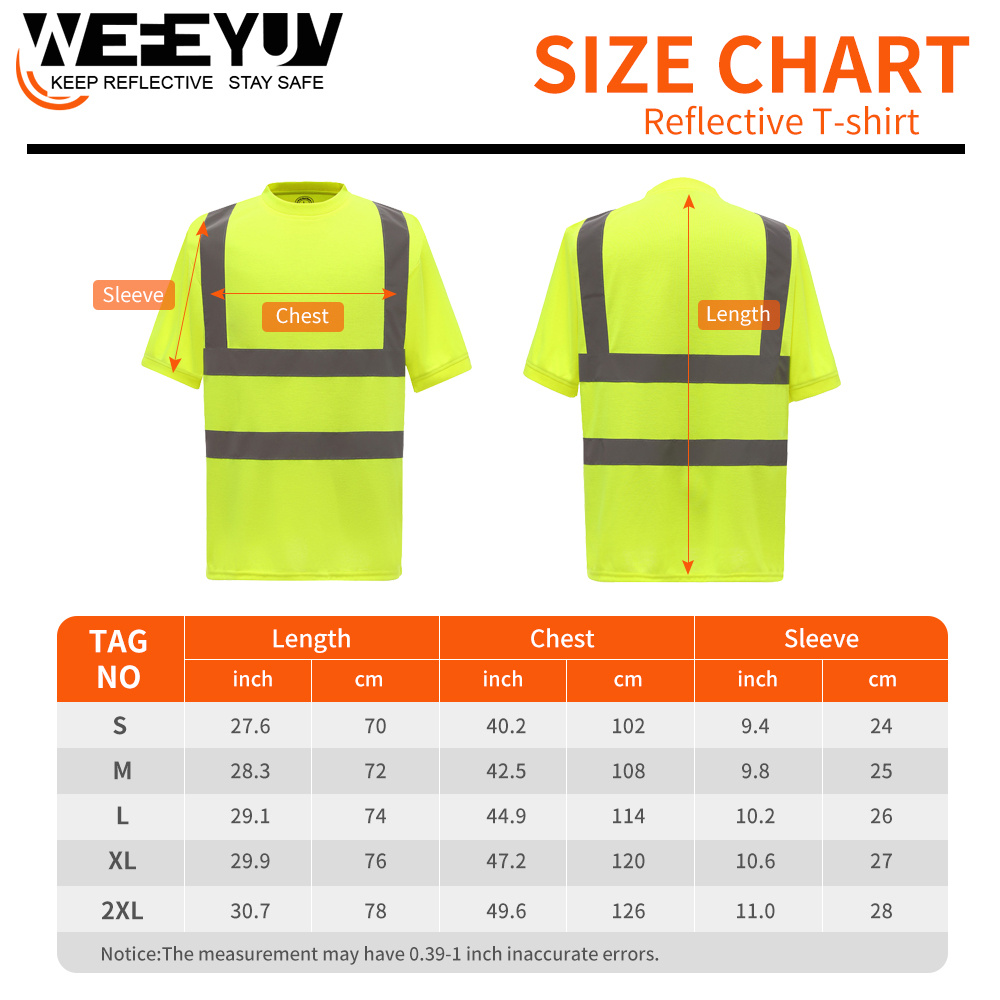 WEEEYUV
KEEP REFLECTIVE STAY SAFE
SIZE CHART
Reflective T-shirt
Sleeve
Chest
Length
TAG NO Length Chest Sleeve
inch cm inch cm inch cm
S 27.6 70 40.2 102 9.4 24
M 28.3 72 42.5 108 9.8 25
L 29.1 74 44.9 114 10.2 26
XL 29.9 76 47.2 120 10.6 27
2XL 30.7 78 49.6 126 11.0 28
Notice:The measurement may have 0.39-1 inch inaccurate errors.